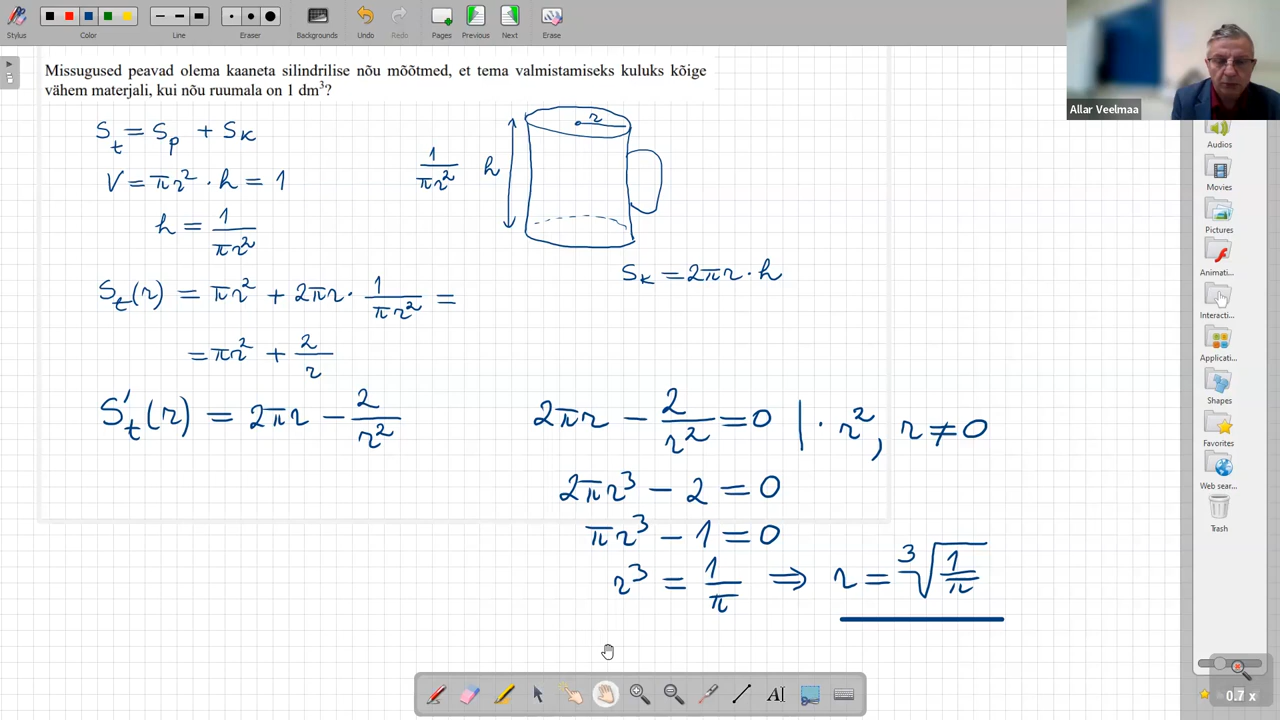 Stylus Color Line Eraser Backgrounds Undo Redo Pages Previous Next Erase
Missugused peavad olema kaaneta silindrilise nõu mõõtmed, et tema valmistamiseks kuluks kõige
vähem materjali, kui nõu ruumala on 1 dm³?
Allar Veelmaa
S_t = S_p + S_K
r
V = πr² · h = 1
1/(πr²) h
h = 1/(πr²)
S_K = 2πr · h
S_t(r) = πr² + 2πr · 1/(πr²) =
= πr² + 2/r
S'_t(r) = 2πr − 2/r²
2πr − 2/r² = 0 | · r², r ≠ 0
2πr³ − 2 = 0
πr³ − 1 = 0
r³ = 1/π ⇒ r = ∛(1/π)
Audios
Movies
Pictures
Animati...
Interacti...
Applicati...
Shapes
Favorites
Web sear...
Trash
0.7 x
AI